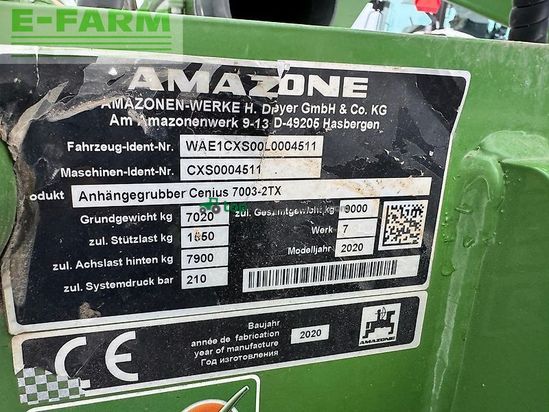 E-FARM
AMAZONE
AMAZONEN-WERKE H. Dreyer GmbH & Co. KG
Am Amazonenwerk 9-13 D-49205 Hasbergen
Fahrzeug-Ident-Nr. WAE1CXS00L0004511
Maschinen-Ident-Nr. CXS0004511
odukt Anhängegrubber Cenius 7003-2TX
Grundgewicht kg 7020 zul. Gesamtgewicht kg 9000
zul. Stützlast kg 1650 Werk 7
zul. Achslast hinten kg 7900 Modelljahr 2020
zul. Systemdruck bar 210
CE
Baujahr
année de fabrication 2020
year of manufacture
Год изготовления
AMAZONE